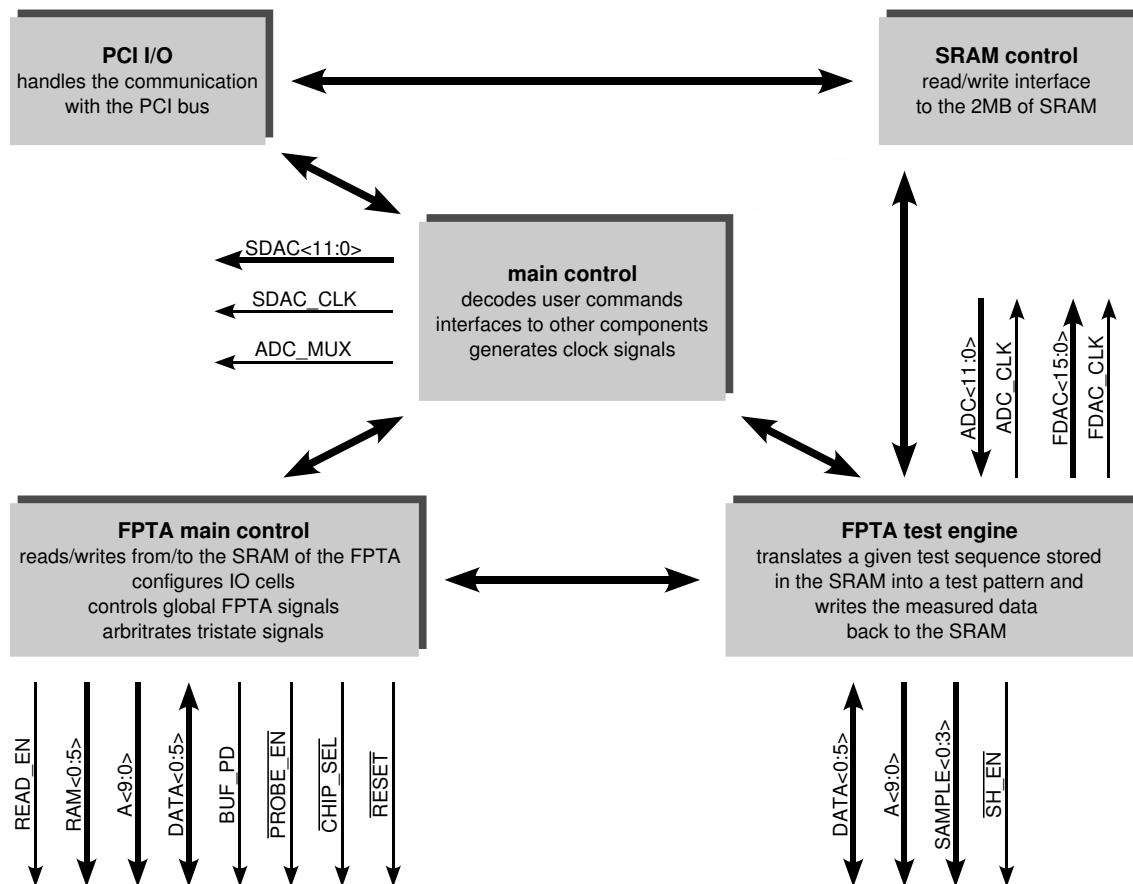 PCI I/O
handles the communication
with the PCI bus
SRAM control
read/write interface
to the 2MB of SRAM
main control
decodes user commands
interfaces to other components
generates clock signals
SDAC<11:0>
SDAC_CLK
ADC_MUX
ADC<11:0>
ADC_CLK
FDAC<15:0>
FDAC_CLK
FPTA main control
reads/writes from/to the SRAM of the FPTA
configures IO cells
controls global FPTA signals
arbritrates tristate signals
FPTA test engine
translates a given test sequence stored
in the SRAM into a test pattern and
writes the measured data
back to the SRAM
READ_EN
RAM<0:5>
A<9:0>
DATA<0:5>
BUF_PD
PROBE_EN
CHIP_SEL
RESET
DATA<0:5>
A<9:0>
SAMPLE<0:3>
SH_EN